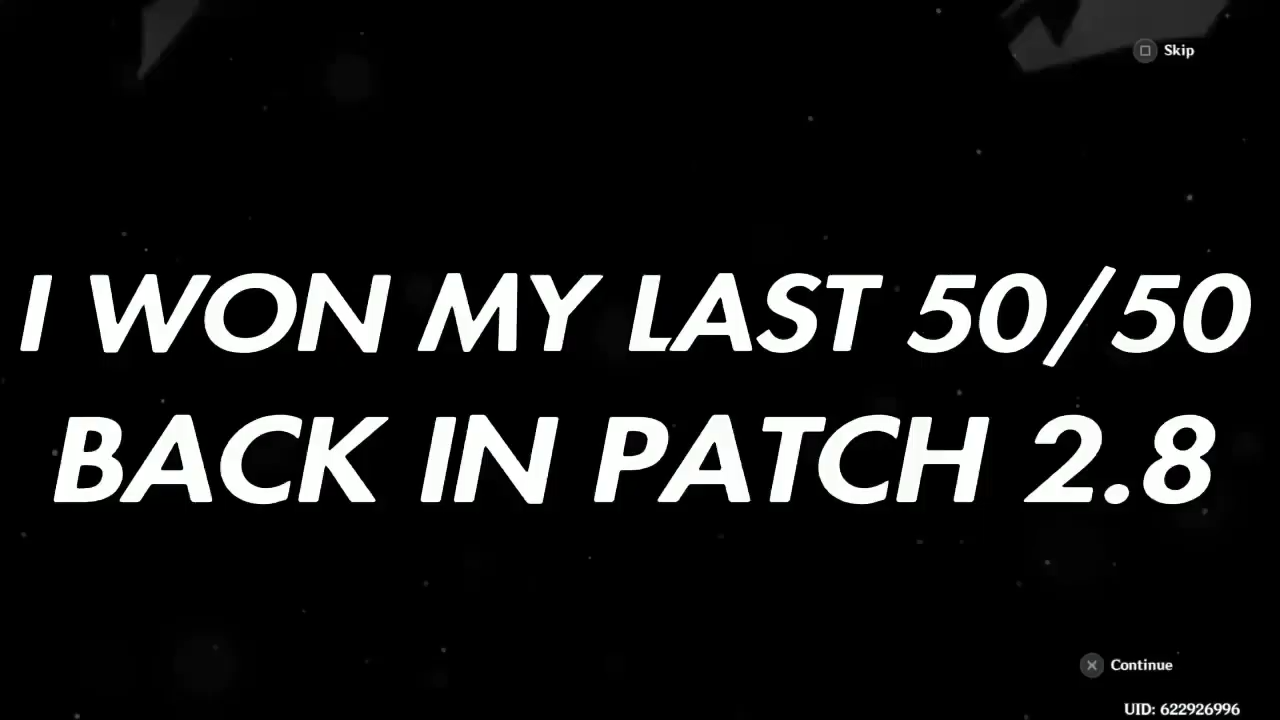 Skip
I WON MY LAST 50/50
BACK IN PATCH 2.8
Continue
UID: 622926996